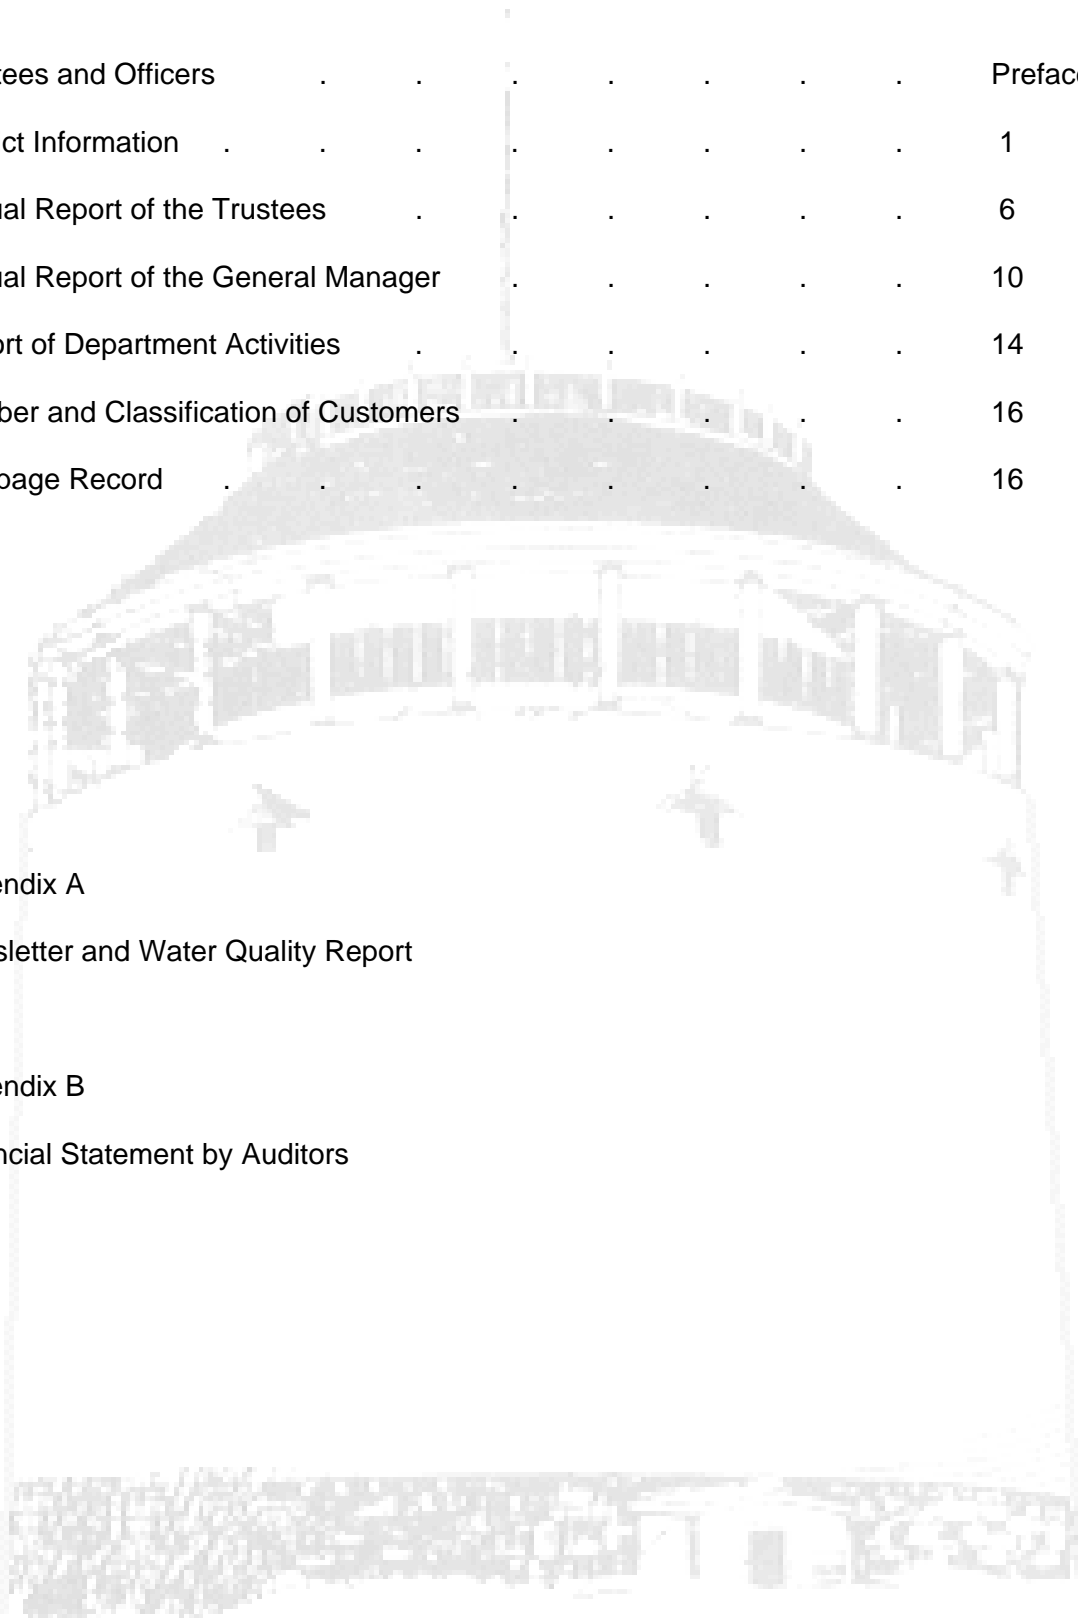 tees and Officers . . . . . . . Preface
ct Information . . . . . . . . 1
ual Report of the Trustees . . . . . . 6
ual Report of the General Manager . . . . . 10
ort of Department Activities . . . . . . 14
ber and Classification of Customers . . . . . 16
page Record . . . . . . . . 16
endix A
sletter and Water Quality Report
endix B
ncial Statement by Auditors